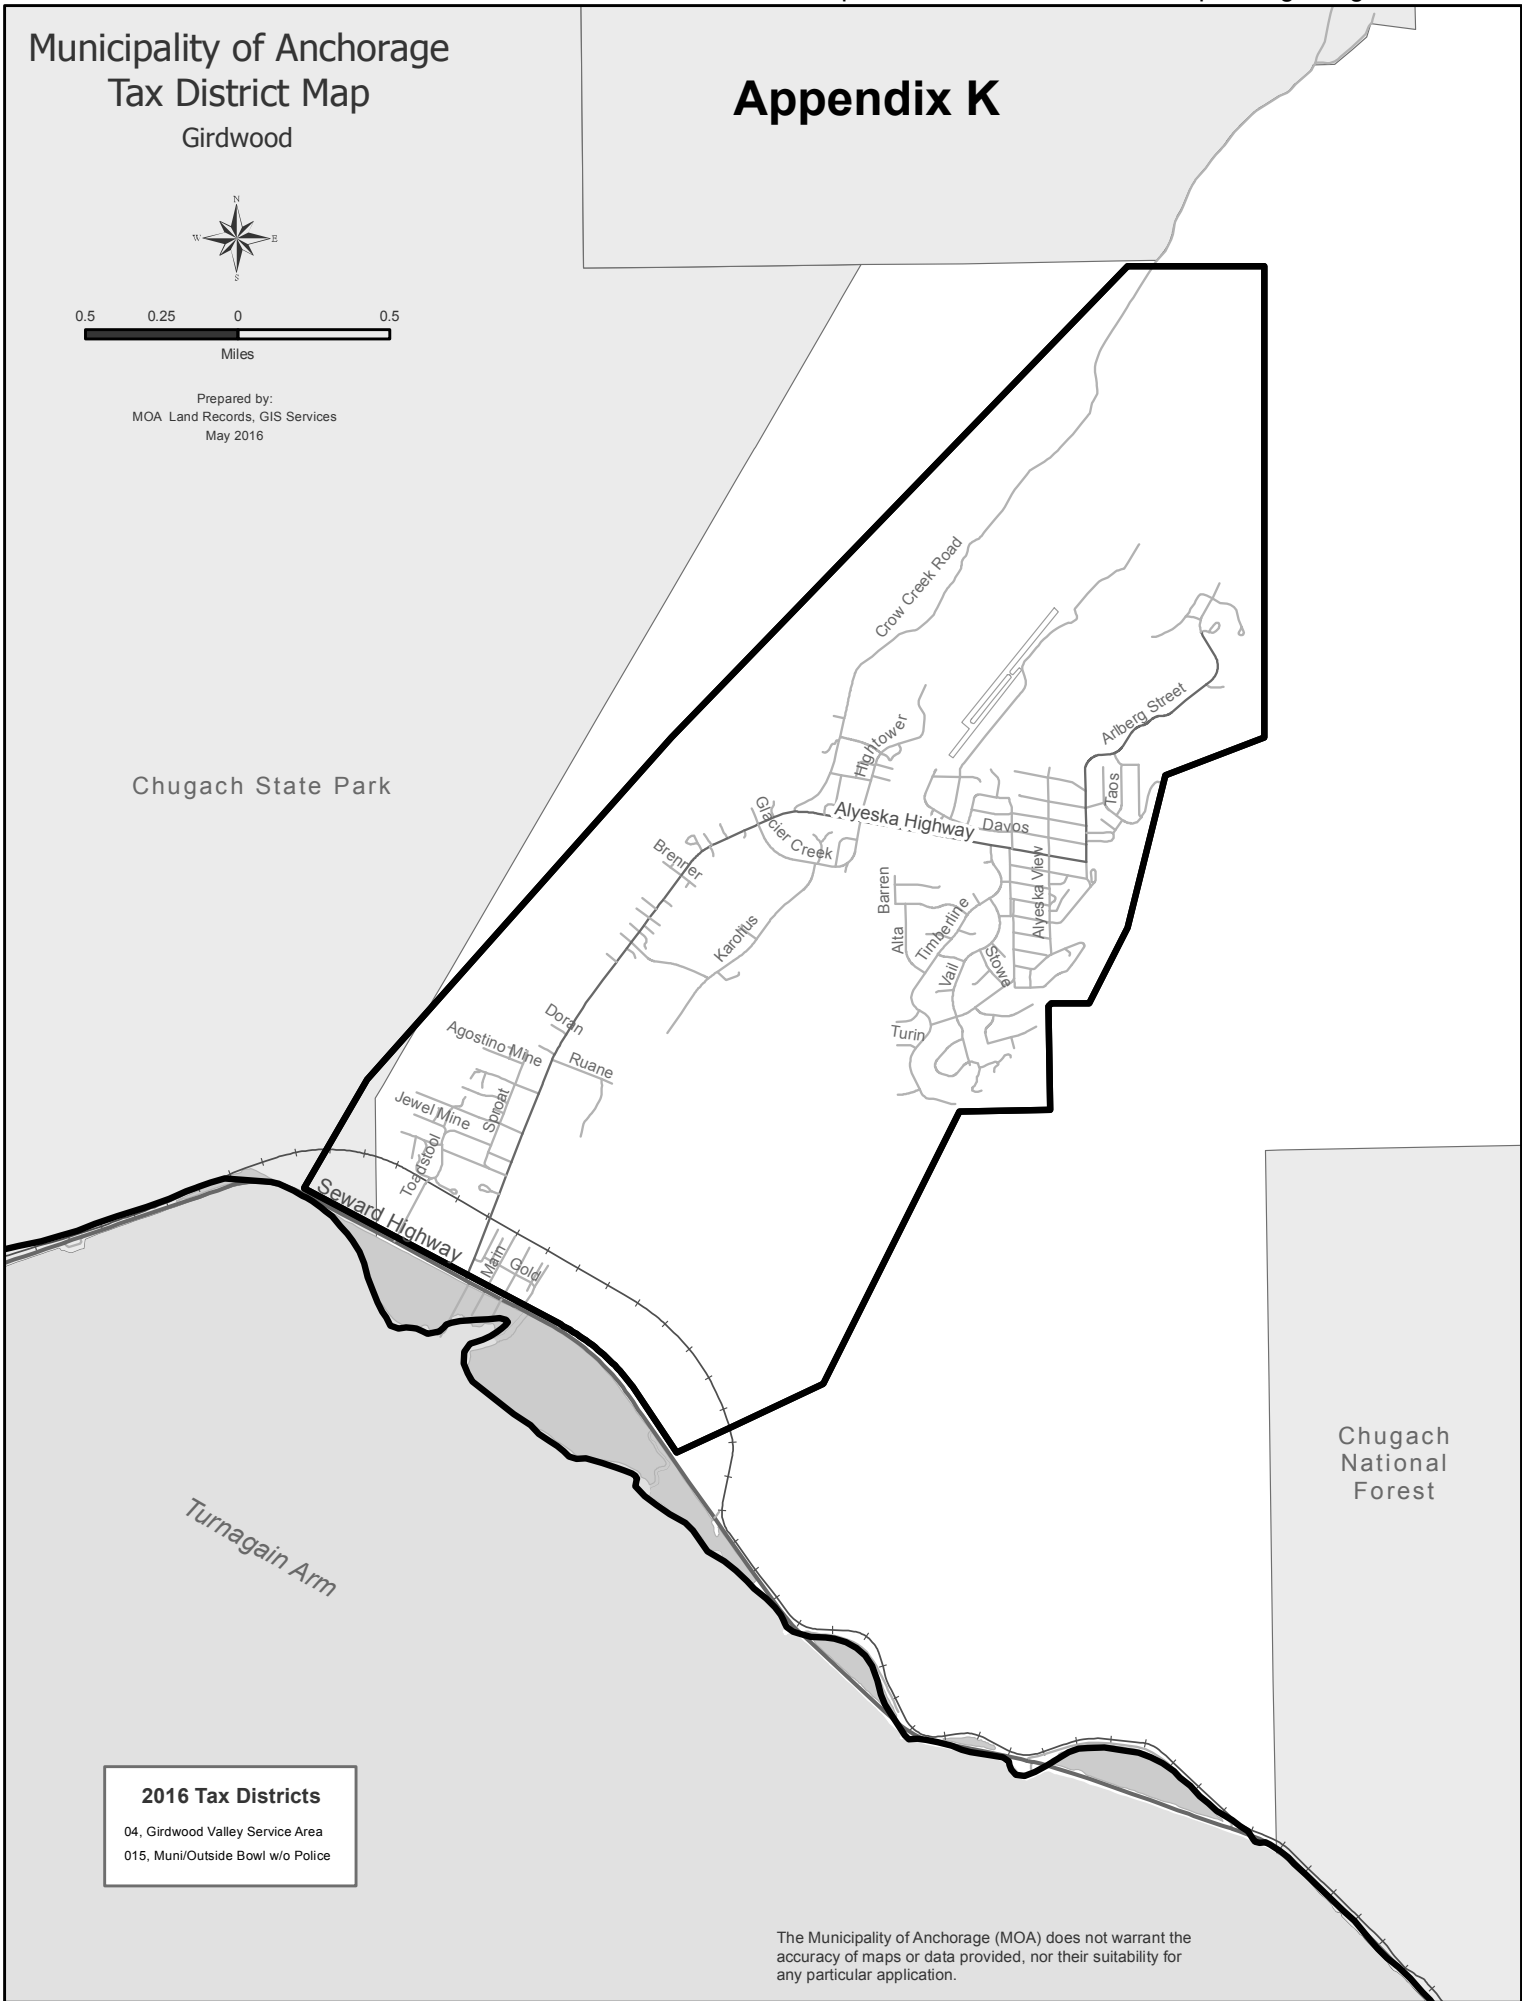 Municipality of Anchorage
Tax District Map
Girdwood
Appendix K
N
W
E
S
0.5 0.25 0 0.5
Miles
Prepared by:
MOA Land Records, GIS Services
May 2016
Crow Creek Road
Arlberg Street
Hightower
Chugach State Park
Taos
Glacier Creek
Alyeska Highway
Davos
Brenner
Alyeska View
Barren
Timberline
Karolius
Alta
Stowe
Vail
Doran
Turin
Agostino Mine
Ruane
Jewel Mine
Sproat
Toadstool
Seward Highway
Main
Gold
Chugach
National
Forest
Turnagain Arm
2016 Tax Districts
04, Girdwood Valley Service Area
015, Muni/Outside Bowl w/o Police
The Municipality of Anchorage (MOA) does not warrant the
accuracy of maps or data provided, nor their suitability for
any particular application.